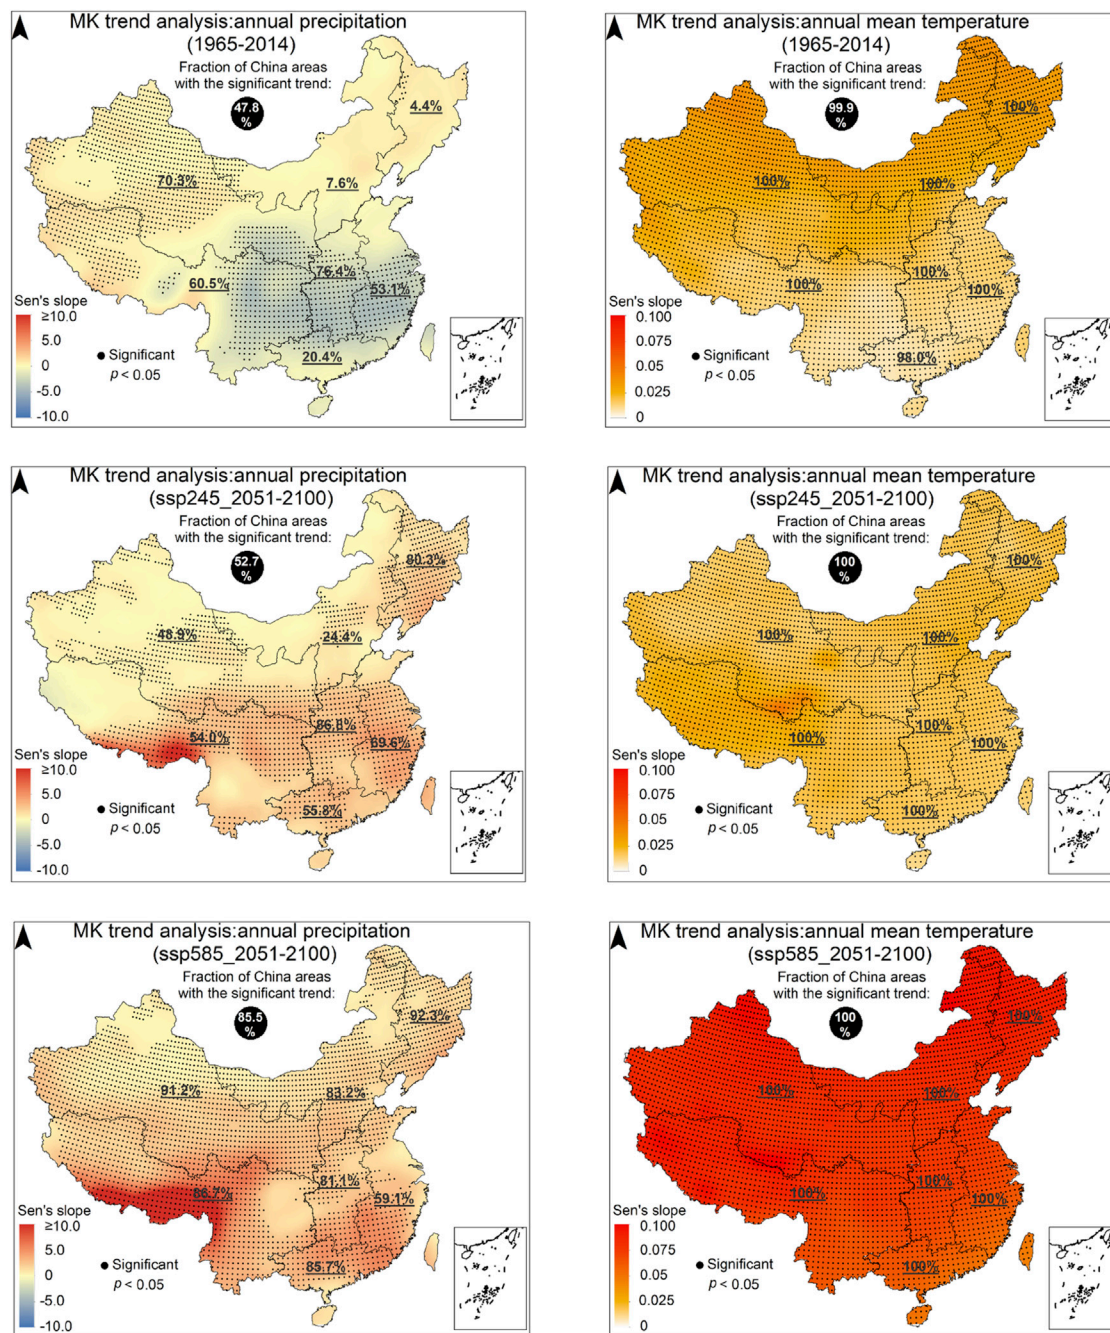 MK trend analysis:annual precipitation
(1965-2014)
Fraction of China areas
with the significant trend:
47.8
%
4.4%
70.3%
7.6%
76.4%
60.5%
53.1%
20.4%
Sen's slope
≥10.0
5.0
0
-5.0
-10.0
Significant
p < 0.05
MK trend analysis:annual mean temperature
(1965-2014)
Fraction of China areas
with the significant trend:
99.9
%
100%
100%
100%
100%
100%
100%
98.0%
Sen's slope
0.100
0.075
0.05
0.025
0
Significant
p < 0.05
MK trend analysis:annual precipitation
(ssp245_2051-2100)
Fraction of China areas
with the significant trend:
52.7
%
80.3%
48.9%
24.4%
86.8%
54.0%
69.6%
55.8%
Sen's slope
≥10.0
5.0
0
-5.0
-10.0
Significant
p < 0.05
MK trend analysis:annual mean temperature
(ssp245_2051-2100)
Fraction of China areas
with the significant trend:
100
%
100%
100%
100%
100%
100%
100%
100%
Sen's slope
0.100
0.075
0.05
0.025
0
Significant
p < 0.05
MK trend analysis:annual precipitation
(ssp585_2051-2100)
Fraction of China areas
with the significant trend:
85.5
%
92.3%
91.2%
83.2%
81.1%
86.7%
59.1%
85.7%
Sen's slope
≥10.0
5.0
0
-5.0
-10.0
Significant
p < 0.05
MK trend analysis:annual mean temperature
(ssp585_2051-2100)
Fraction of China areas
with the significant trend:
100
%
100%
100%
100%
100%
100%
100%
100%
Sen's slope
0.100
0.075
0.05
0.025
0
Significant
p < 0.05